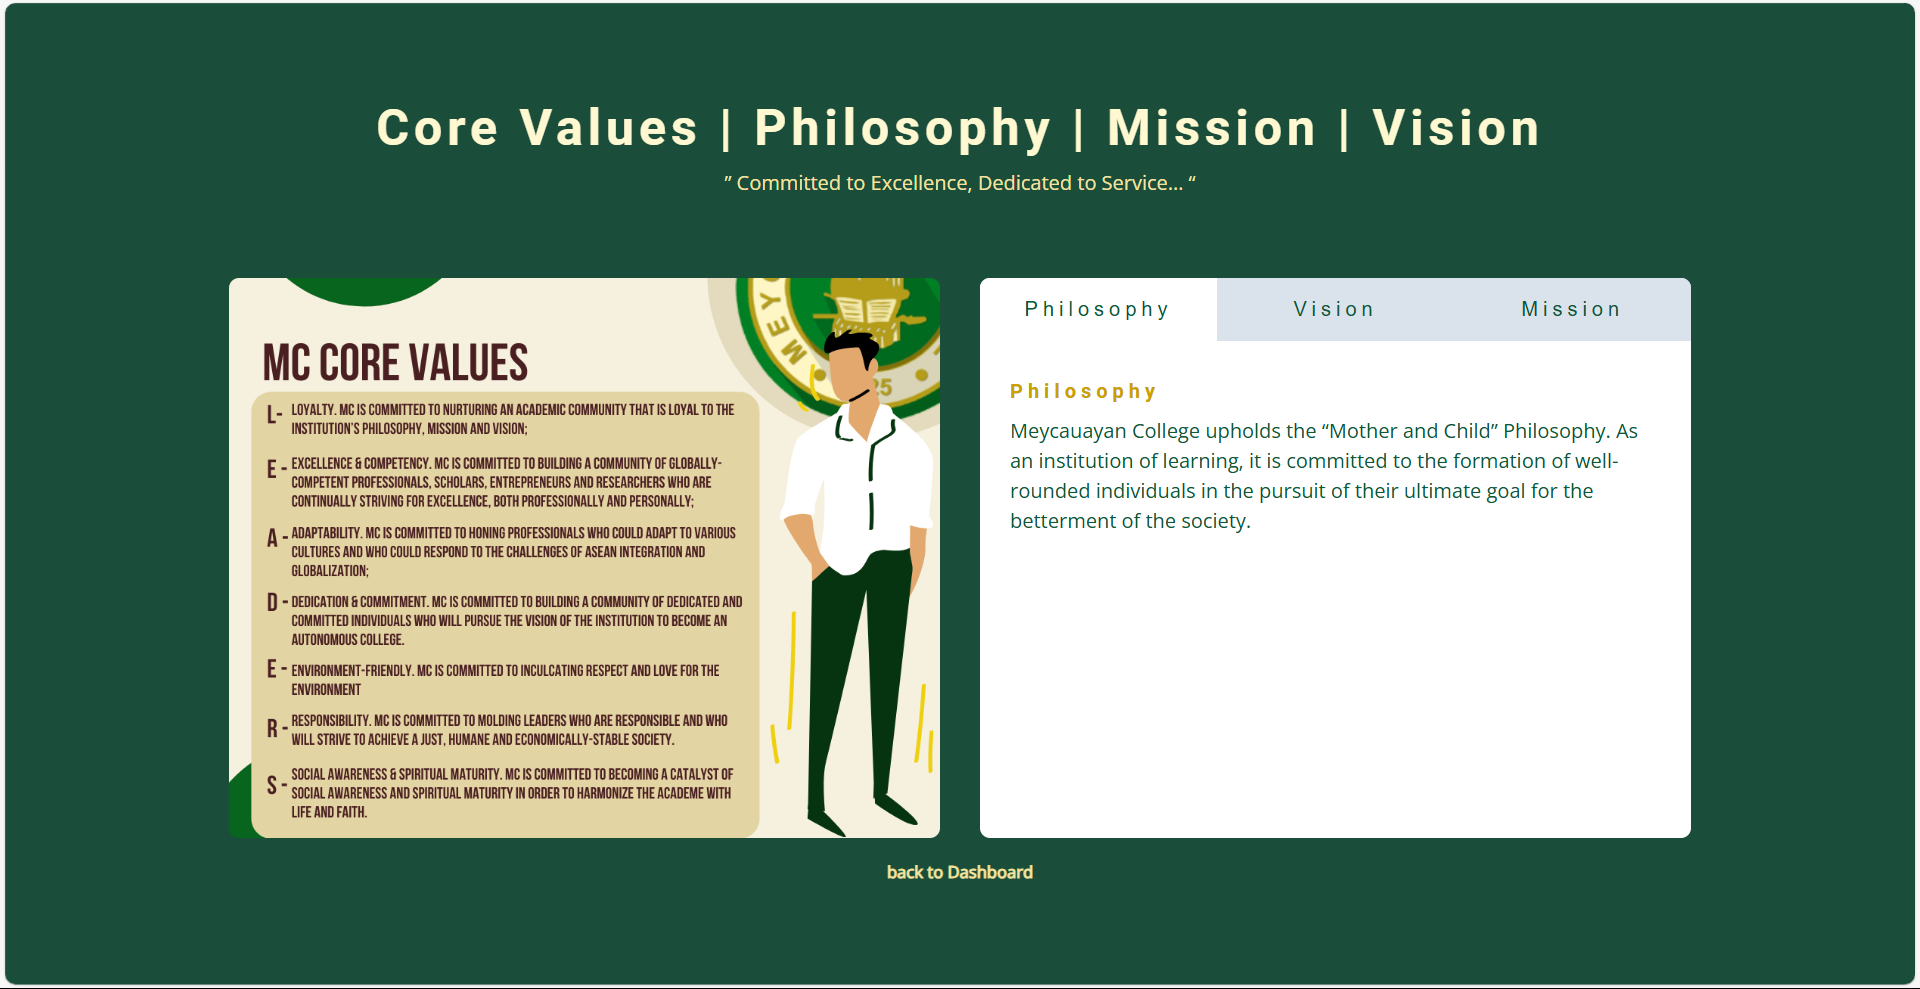 Core Values | Philosophy | Mission | Vision
” Committed to Excellence, Dedicated to Service... “
MEYC
25
MC CORE VALUES
L- LOYALTY. MC IS COMMITTED TO NURTURING AN ACADEMIC COMMUNITY THAT IS LOYAL TO THE
INSTITUTION'S PHILOSOPHY, MISSION AND VISION;
E - EXCELLENCE & COMPETENCY. MC IS COMMITTED TO BUILDING A COMMUNITY OF GLOBALLY-
COMPETENT PROFESSIONALS, SCHOLARS, ENTREPRENEURS AND RESEARCHERS WHO ARE
CONTINUALLY STRIVING FOR EXCELLENCE, BOTH PROFESSIONALLY AND PERSONALLY;
A - ADAPTABILITY. MC IS COMMITTED TO HONING PROFESSIONALS WHO COULD ADAPT TO VARIOUS
CULTURES AND WHO COULD RESPOND TO THE CHALLENGES OF ASEAN INTEGRATION AND
GLOBALIZATION;
D - DEDICATION & COMMITMENT. MC IS COMMITTED TO BUILDING A COMMUNITY OF DEDICATED AND
COMMITTED INDIVIDUALS WHO WILL PURSUE THE VISION OF THE INSTITUTION TO BECOME AN
AUTONOMOUS COLLEGE.
E - ENVIRONMENT-FRIENDLY. MC IS COMMITTED TO INCULCATING RESPECT AND LOVE FOR THE
ENVIRONMENT
R - RESPONSIBILITY. MC IS COMMITTED TO MOLDING LEADERS WHO ARE RESPONSIBLE AND WHO
WILL STRIVE TO ACHIEVE A JUST, HUMANE AND ECONOMICALLY-STABLE SOCIETY.
S - SOCIAL AWARENESS & SPIRITUAL MATURITY. MC IS COMMITTED TO BECOMING A CATALYST OF
SOCIAL AWARENESS AND SPIRITUAL MATURITY IN ORDER TO HARMONIZE THE ACADEME WITH
LIFE AND FAITH.
Philosophy Vision Mission
Philosophy
Meycauayan College upholds the “Mother and Child” Philosophy. As
an institution of learning, it is committed to the formation of well-
rounded individuals in the pursuit of their ultimate goal for the
betterment of the society.
back to Dashboard